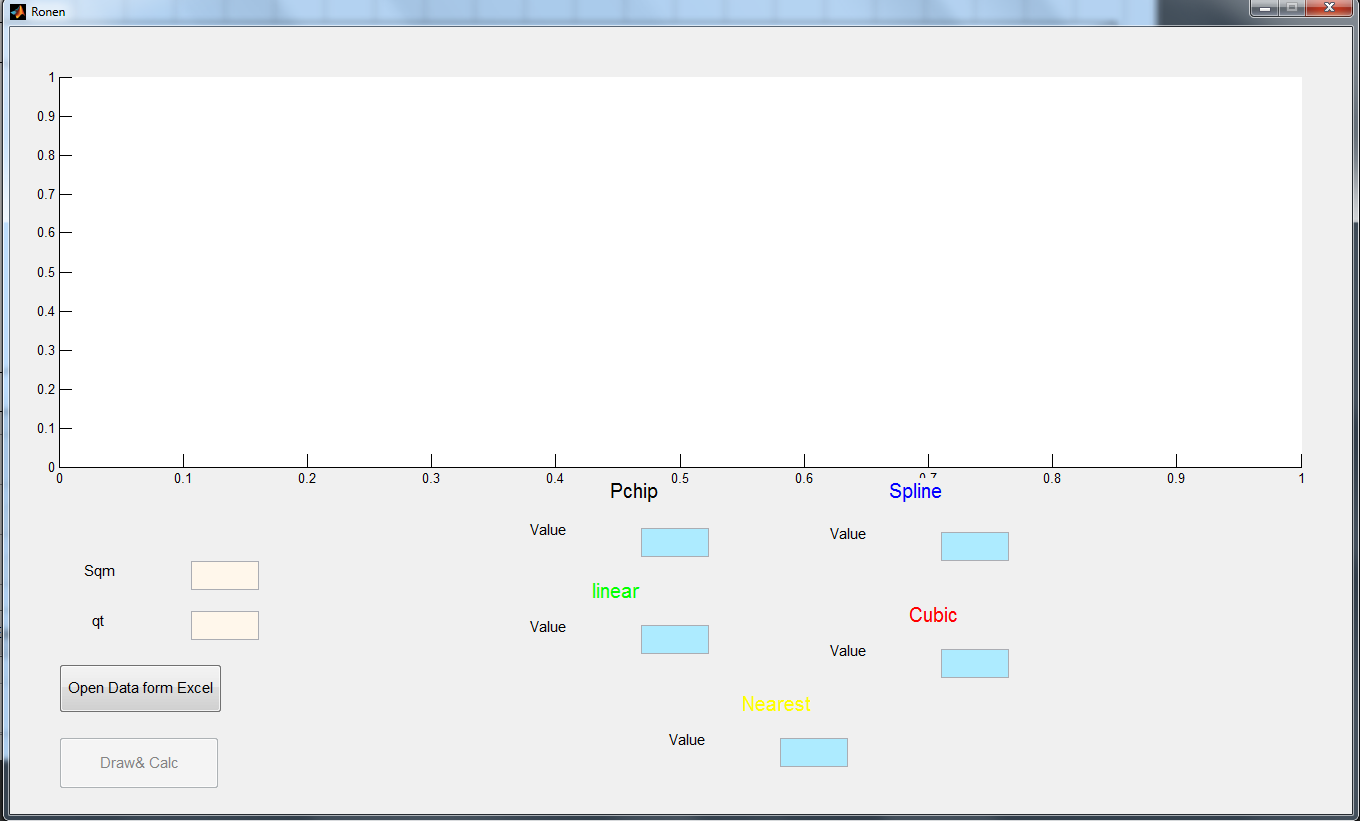 Ronen
1
0.9
0.8
0.7
0.6
0.5
0.4
0.3
0.2
0.1
0
0 0.1 0.2 0.3 0.4 0.5 0.6 0.7 0.8 0.9 1
Pchip Spline
Value Value
Sqm
linear
Cubic
qt Value
Value
Open Data form Excel
Nearest
Value
Draw& Calc